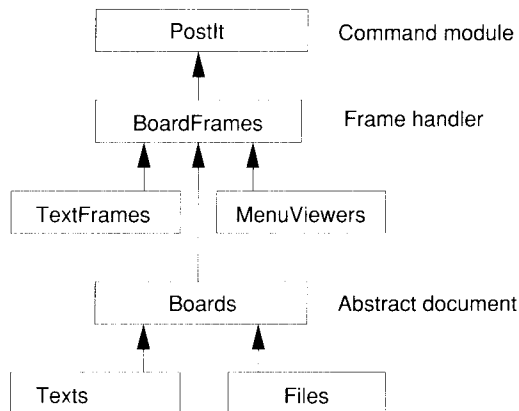 PostIt Command module
BoardFrames Frame handler
TextFrames MenuViewers
Boards Abstract document
Texts Files